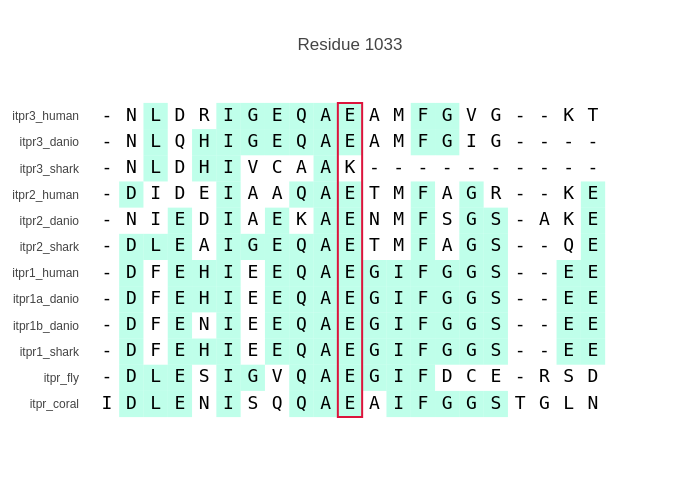 Residue 1033
itpr3_human - N L D R I G E Q A E A M F G V G - - K T
itpr3_danio - N L Q H I G E Q A E A M F G I G - - - -
itpr3_shark - N L D H I V C A A K - - - - - - - - - -
itpr2_human - D I D E I A A Q A E T M F A G R - - K E
itpr2_danio - N I E D I A E K A E N M F S G S - A K E
itpr2_shark - D L E A I G E Q A E T M F A G S - - Q E
itpr1_human - D F E H I E E Q A E G I F G G S - - E E
itpr1a_danio - D F E H I E E Q A E G I F G G S - - E E
itpr1b_danio - D F E N I E E Q A E G I F G G S - - E E
itpr1_shark - D F E H I E E Q A E G I F G G S - - E E
itpr_fly - D L E S I G V Q A E G I F D C E - R S D
itpr_coral I D L E N I S Q Q A E A I F G G S T G L N